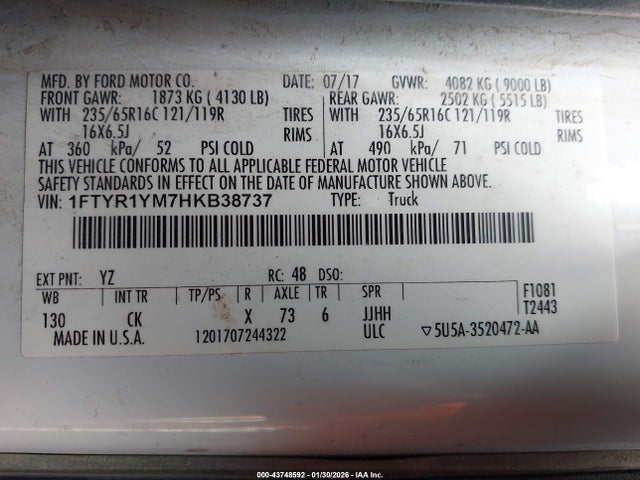 MFD. BY FORD MOTOR CO. DATE: 07/17 GVWR: 4082 KG ( 9000 LB)
FRONT GAWR: 1873 KG ( 4130 LB) REAR GAWR: 2502 KG ( 5515 LB)
WITH 235/65R16C 121/119R TIRES WITH 235/65R16C 121/119R TIRES
16X6.5J RIMS 16X6.5J RIMS
AT 360 kPa/ 52 PSI COLD AT 490 kPa/ 71 PSI COLD
THIS VEHICLE CONFORMS TO ALL APPLICABLE FEDERAL MOTOR VEHICLE
SAFETY STANDARDS IN EFFECT ON THE DATE OF MANUFACTURE SHOWN ABOVE.
VIN: 1FTYR1YM7HKB38737 TYPE: Truck
EXT PNT: YZ RC: 48 DSO:
WB INT TR TP/PS R AXLE TR SPR F1081
T2443
130 CK X 73 6 JJHH
MADE IN U.S.A. 1201707244322 ULC ▽5U5A-3520472-AA
000-43748592 - 01/30/2026 - IAA Inc.